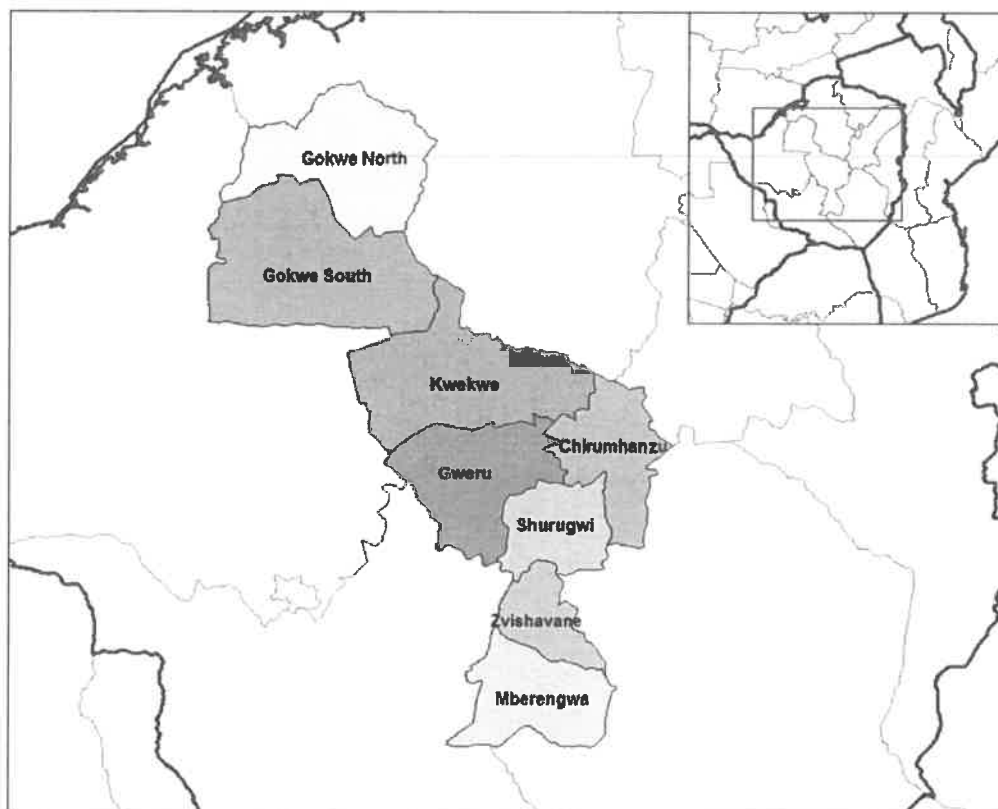 Gokwe North
Gokwe South
Kwekwe
Chirumhanzu
Gweru
Shurugwi
Zvishavane
Mberengwa